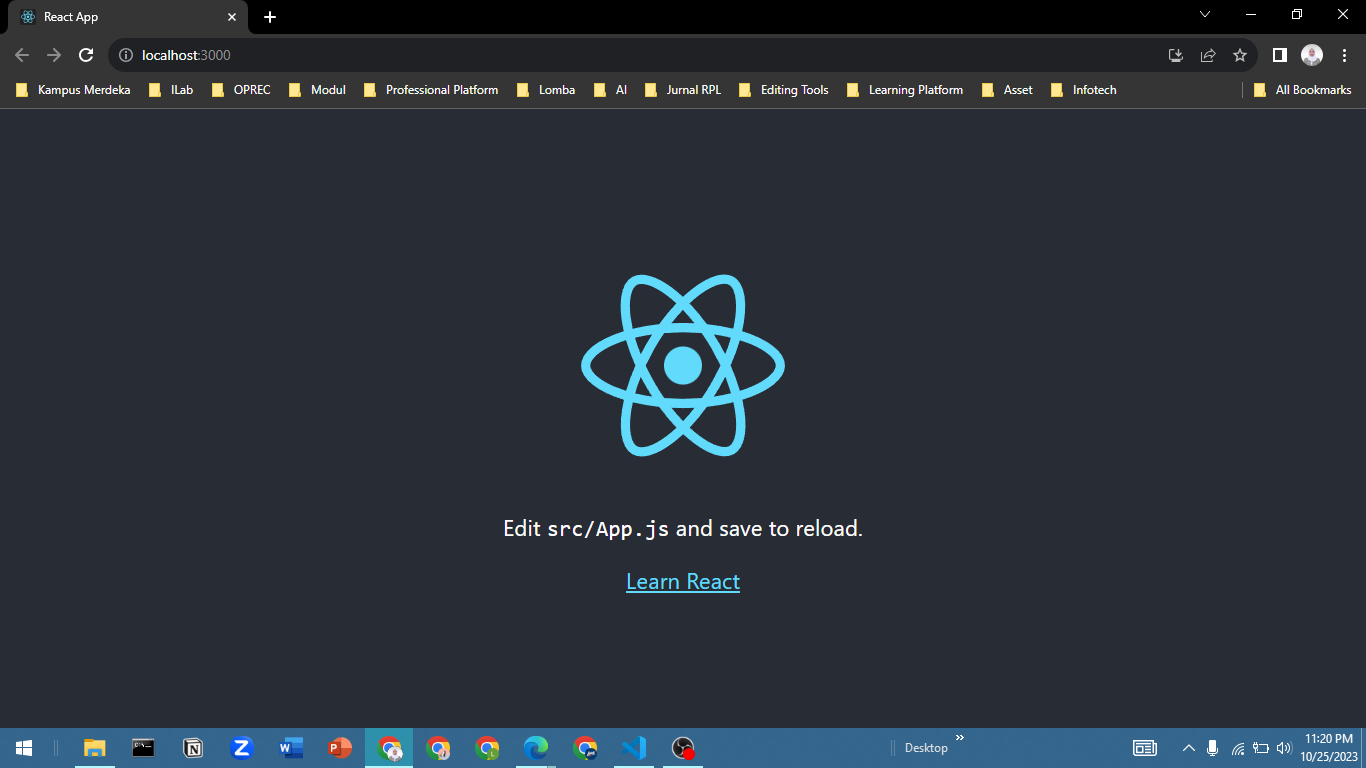 React App
localhost:3000
Kampus Merdeka ILab OPREC Modul Professional Platform Lomba AI Jurnal RPL Editing Tools Learning Platform Asset Infotech All Bookmarks
Edit src/App.js and save to reload.
Learn React
Desktop
11:20 PM
10/25/2023